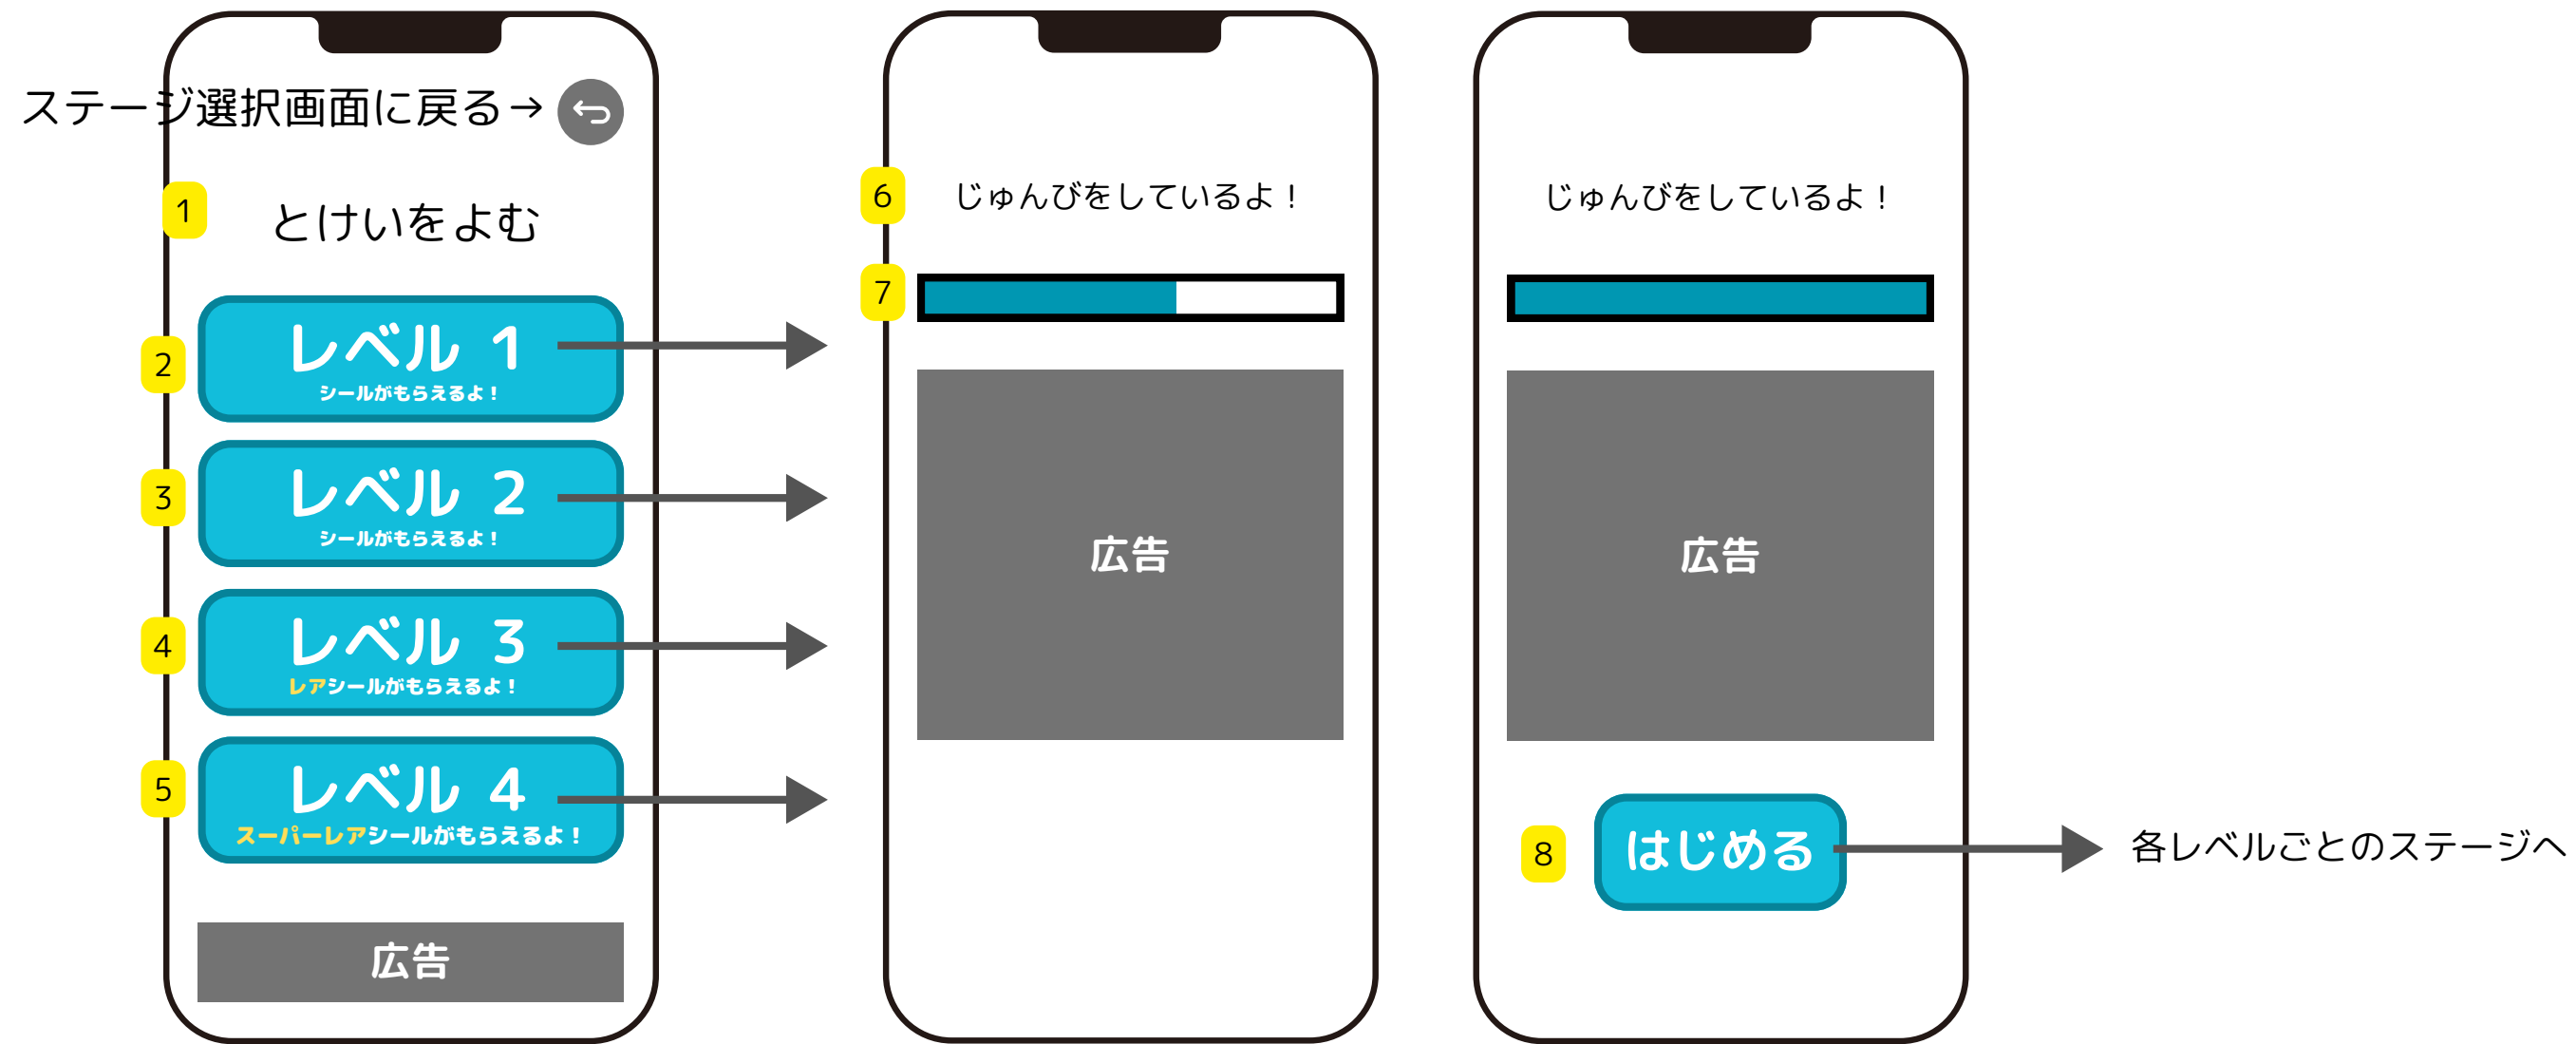 ステージ選択画面に戻る→
1
とけいをよむ
2
レベル 1
シールがもらえるよ！
3
レベル 2
シールがもらえるよ！
4
レベル 3
レアシールがもらえるよ！
5
レベル 4
スーパーレアシールがもらえるよ！
広告
6
じゅんびをしているよ！
7
広告
じゅんびをしているよ！
広告
8
はじめる
各レベルごとのステージへ